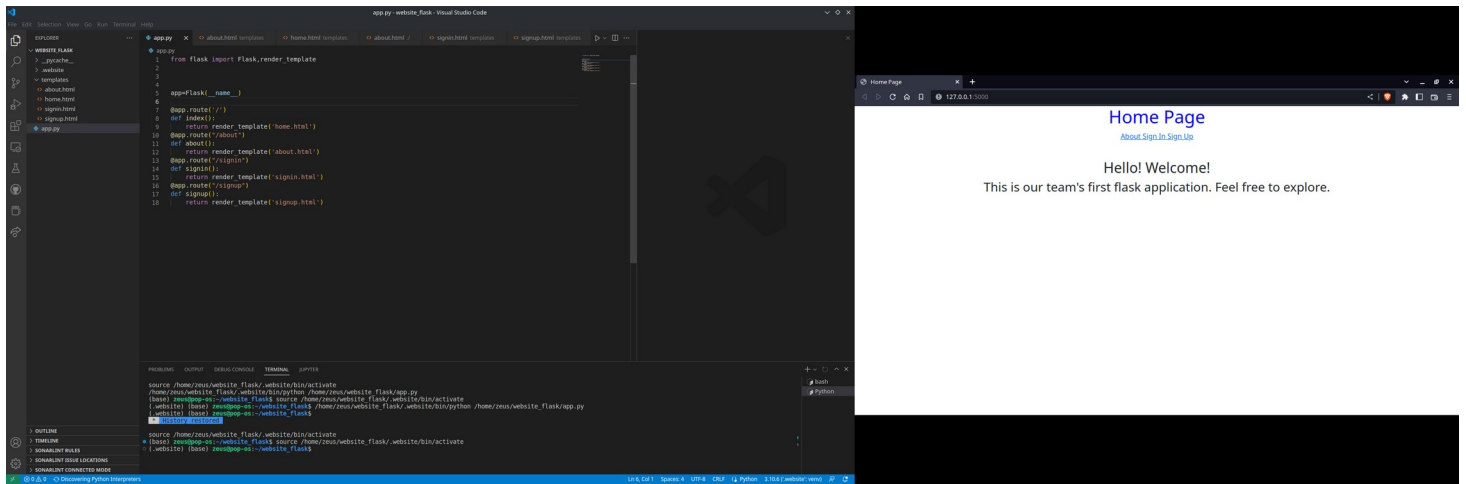 app.py - website_flask - Visual Studio Code
File Edit Selection View Go Run Terminal Help
EXPLORER
WEBSITE_FLASK
__pycache__
.website
templates
about.html
home.html
signin.html
signup.html
app.py
OUTLINE
TIMELINE
SONARLINT RULES
SONARLINT ISSUE LOCATIONS
SONARLINT CONNECTED MODE
app.py about.html templates home.html templates about.html / signin.html templates signup.html templates
app.py
1 from flask import Flask,render_template
2
3
4
5 app=Flask(__name__)
6
7 @app.route('/')
8 def index():
9 return render_template('home.html')
10 @app.route("/about")
11 def about():
12 return render_template('about.html')
13 @app.route("/signin")
14 def signin():
15 return render_template('signin.html')
16 @app.route("/signup")
17 def signup():
18 return render_template('signup.html')
PROBLEMS OUTPUT DEBUG CONSOLE TERMINAL JUPYTER
source /home/zeus/website_flask/.website/bin/activate
/home/zeus/website_flask/.website/bin/python /home/zeus/website_flask/app.py
(base) zeus@pop-os:~/website_flask$ source /home/zeus/website_flask/.website/bin/activate
(.website) (base) zeus@pop-os:~/website_flask$ /home/zeus/website_flask/.website/bin/python /home/zeus/website_flask/app.py
(.website) (base) zeus@pop-os:~/website_flask$
* History restored
source /home/zeus/website_flask/.website/bin/activate
(base) zeus@pop-os:~/website_flask$ source /home/zeus/website_flask/.website/bin/activate
(.website) (base) zeus@pop-os:~/website_flask$
bash
Python
0 0 Discovering Python Interpreters
Ln 6, Col 1 Spaces: 4 UTF-8 CRLF Python 3.10.6 ('.website': venv)
Home Page
127.0.0.1:5000
Home Page
About Sign In Sign Up
Hello! Welcome!
This is our team's first flask application. Feel free to explore.